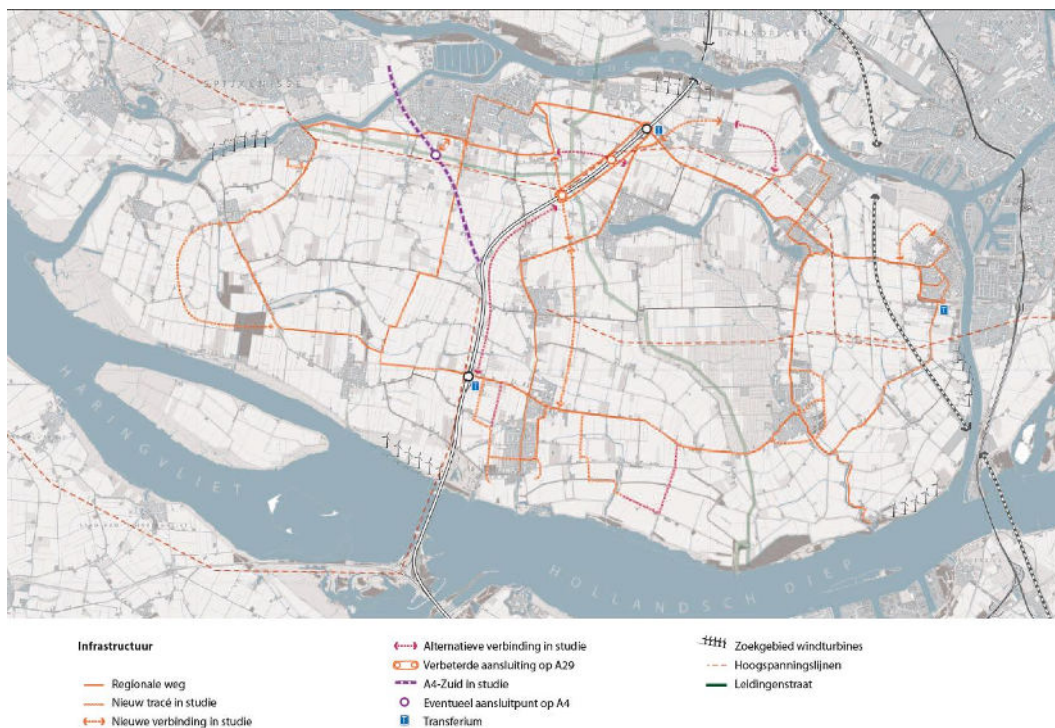 HARINGVLIET
HOLLANDSCH DIEP
Infrastructuur
Regionale weg
Nieuw tracé in studie
Nieuwe verbinding in studie
Alternatieve verbinding in studie
Verbeterde aansluiting op A29
A4-Zuid in studie
Eventueel aansluitpunt op A4
T Transferium
Zoekgebied windturbines
Hoogspanningslijnen
Leidingenstraat